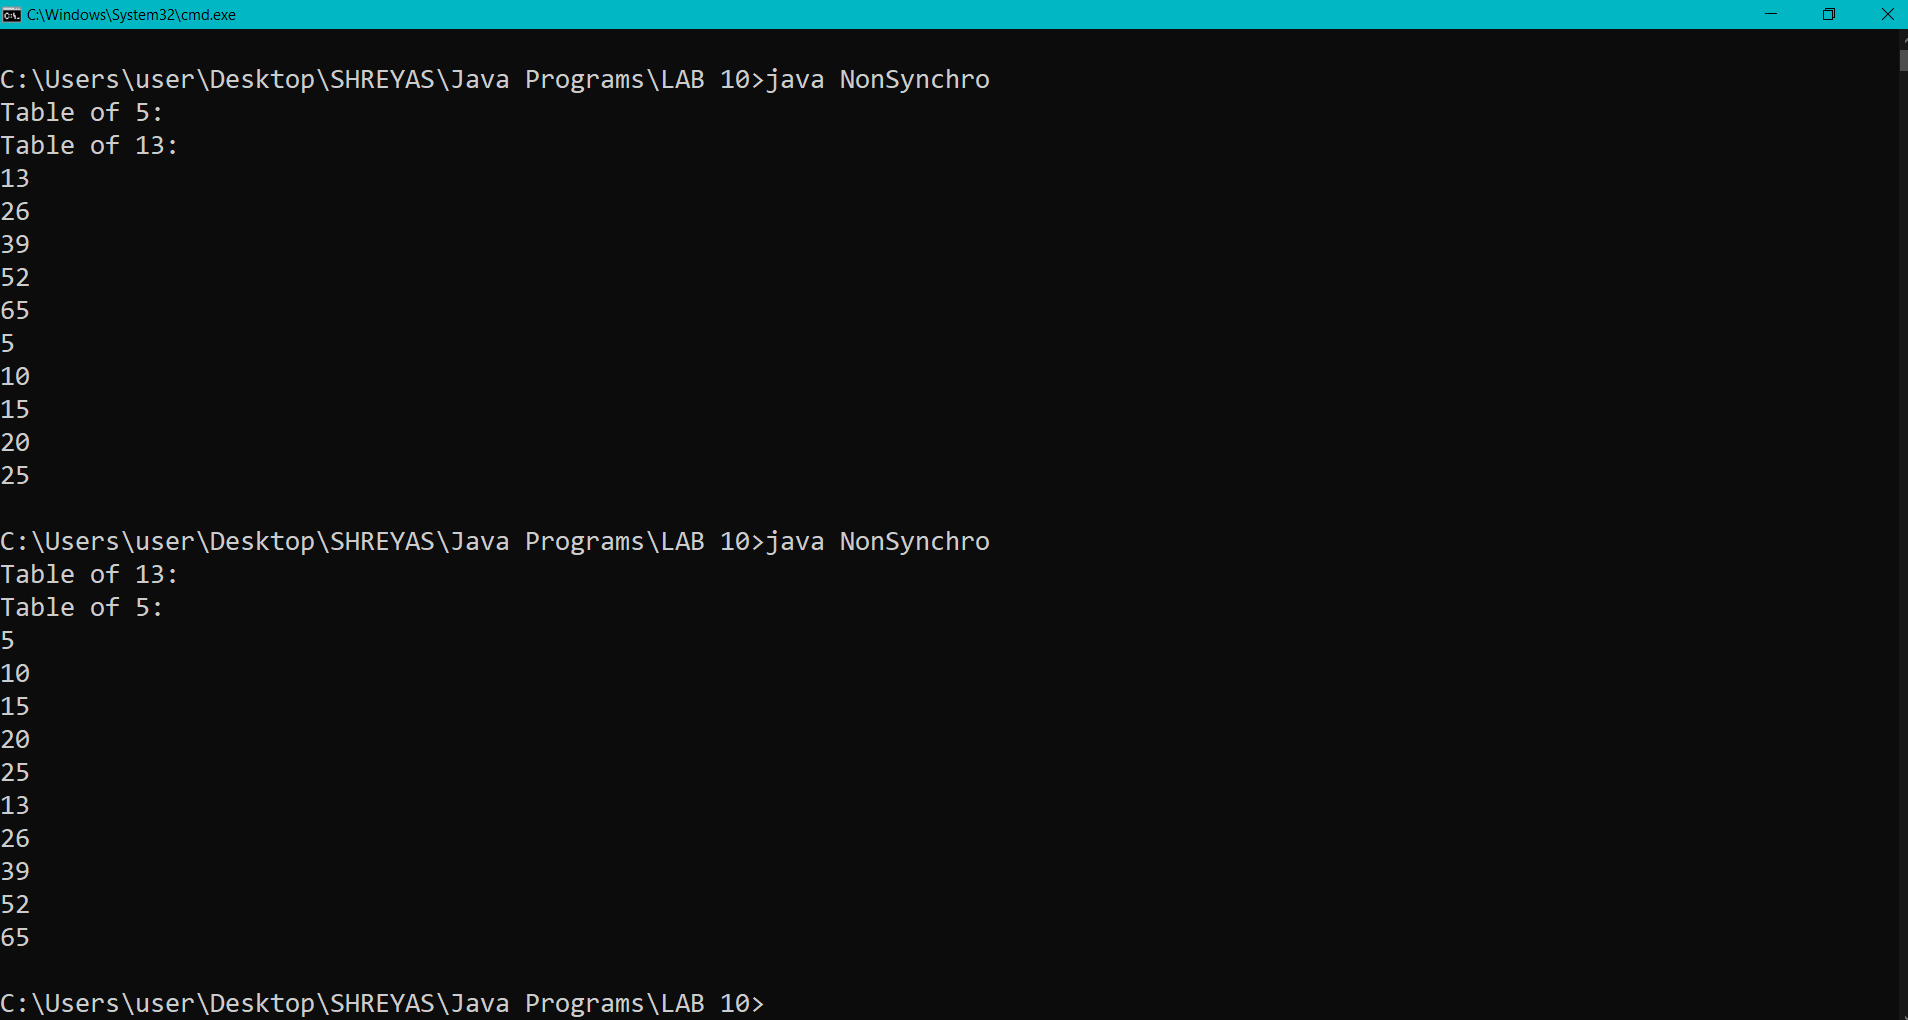 C:\Windows\System32\cmd.exe
C:\Users\user\Desktop\SHREYAS\Java Programs\LAB 10>java NonSynchro
Table of 5:
Table of 13:
13
26
39
52
65
5
10
15
20
25
C:\Users\user\Desktop\SHREYAS\Java Programs\LAB 10>java NonSynchro
Table of 13:
Table of 5:
5
10
15
20
25
13
26
39
52
65
C:\Users\user\Desktop\SHREYAS\Java Programs\LAB 10>